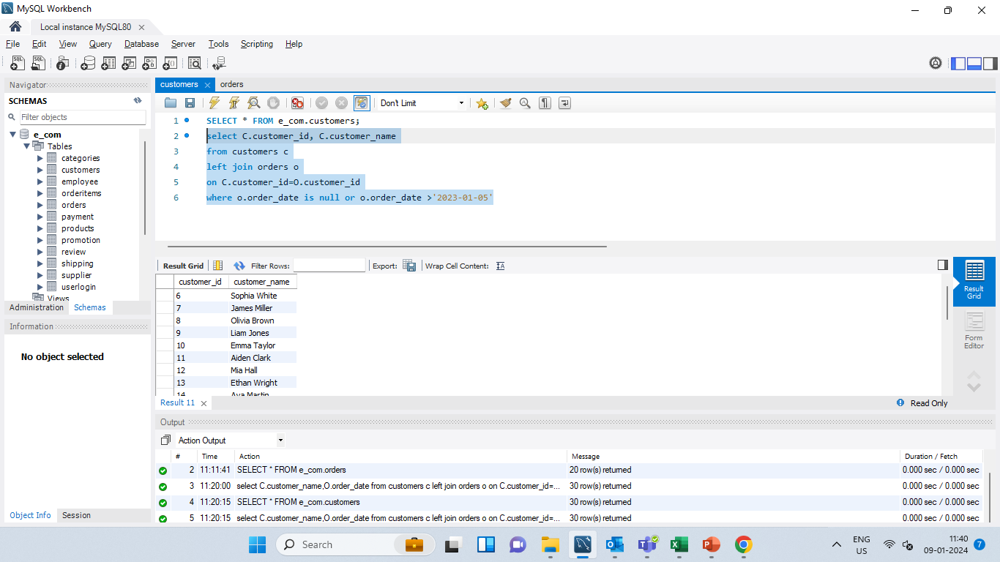 MySQL Workbench
Local instance MySQL80
File Edit View Query Database Server Tools Scripting Help
Navigator
SCHEMAS
Filter objects
e_com
Tables
categories
customers
employee
orderitems
orders
payment
products
promotion
review
shipping
supplier
userlogin
Views
Administration Schemas
Information
No object selected
Object Info Session
customers orders
Don't Limit
1 SELECT * FROM e_com.customers;
2 select C.customer_id, C.customer_name
3 from customers c
4 left join orders o
5 on C.customer_id=O.customer_id
6 where o.order_date is null or o.order_date >'2023-01-05'
Result Grid Filter Rows: Export: Wrap Cell Content:
customer_id customer_name
6 Sophia White
7 James Miller
8 Olivia Brown
9 Liam Jones
10 Emma Taylor
11 Aiden Clark
12 Mia Hall
13 Ethan Wright
14 Ava Martin
Result Grid
Form Editor
Result 11 Read Only
Output
Action Output
# Time Action Message Duration / Fetch
2 11:11:41 SELECT * FROM e_com.orders 20 row(s) returned 0.000 sec / 0.000 sec
3 11:20:00 select C.customer_name,O.order_date from customers c left join orders o on C.customer_id=... 30 row(s) returned 0.000 sec / 0.000 sec
4 11:20:15 SELECT * FROM e_com.customers 30 row(s) returned 0.000 sec / 0.000 sec
5 11:20:15 select C.customer_name,O.order_date from customers c left join orders o on C.customer_id=... 30 row(s) returned 0.000 sec / 0.000 sec
Search
ENG
US
11:40
09-01-2024
7